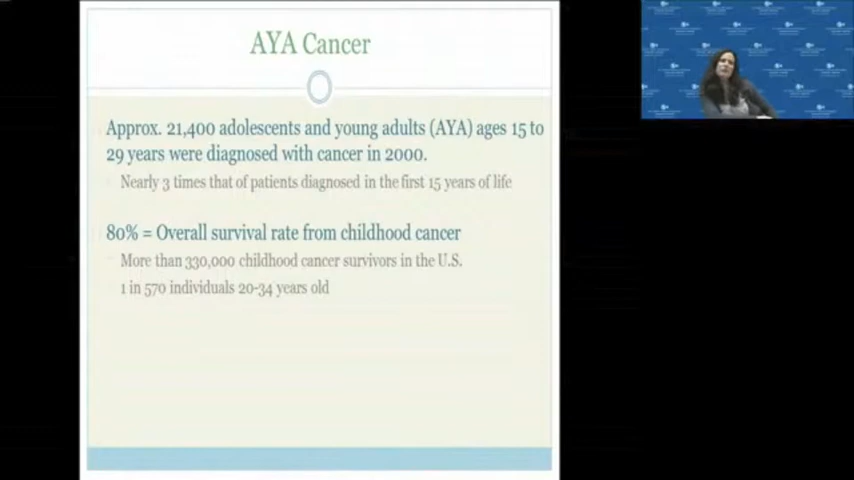 AYA Cancer
Approx. 21,400 adolescents and young adults (AYA) ages 15 to
29 years were diagnosed with cancer in 2000.
Nearly 3 times that of patients diagnosed in the first 15 years of life
80% = Overall survival rate from childhood cancer
More than 330,000 childhood cancer survivors in the U.S.
1 in 570 individuals 20-34 years old